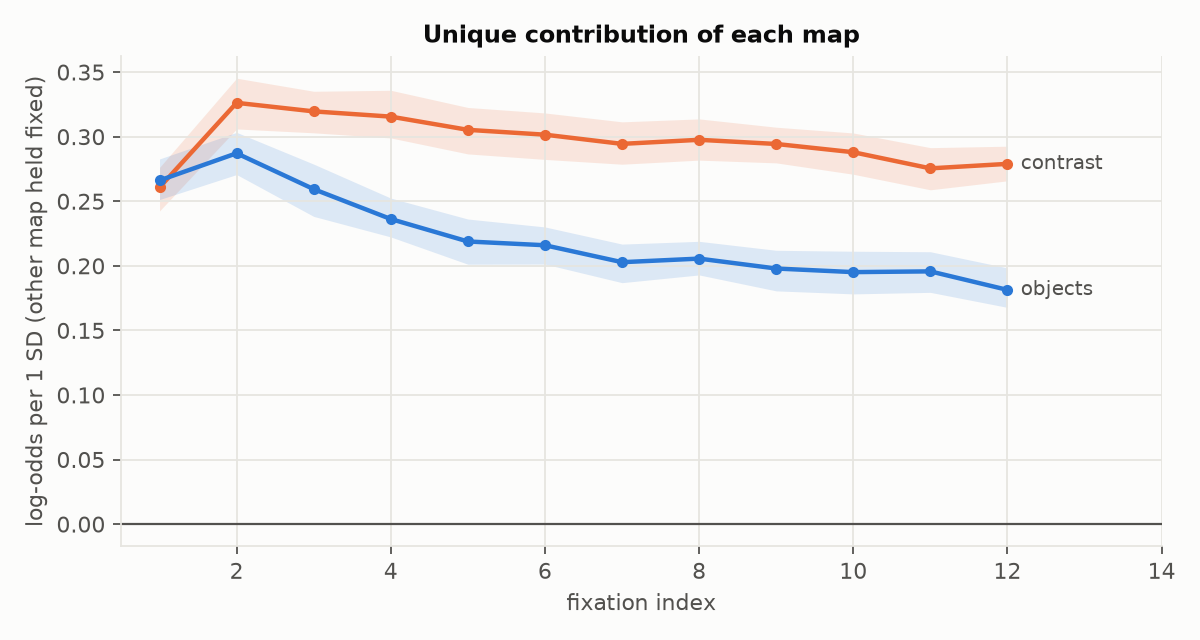 Unique contribution of each map
log-odds per 1 SD (other map held fixed)
0.35
0.30
0.25
0.20
0.15
0.10
0.05
0.00
contrast
objects
2 4 6 8 10 12 14
fixation index